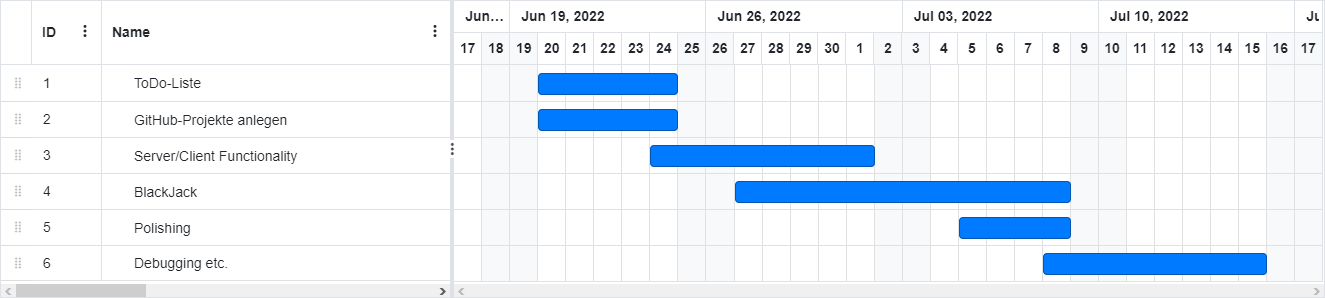 ID Name Jun... Jun 19, 2022 Jun 26, 2022 Jul 03, 2022 Jul 10, 2022
17 18 19 20 21 22 23 24 25 26 27 28 29 30 1 2 3 4 5 6 7 8 9 10 11 12 13 14 15 16 17
1 ToDo-Liste
2 GitHub-Projekte anlegen
3 Server/Client Functionality
4 BlackJack
5 Polishing
6 Debugging etc.